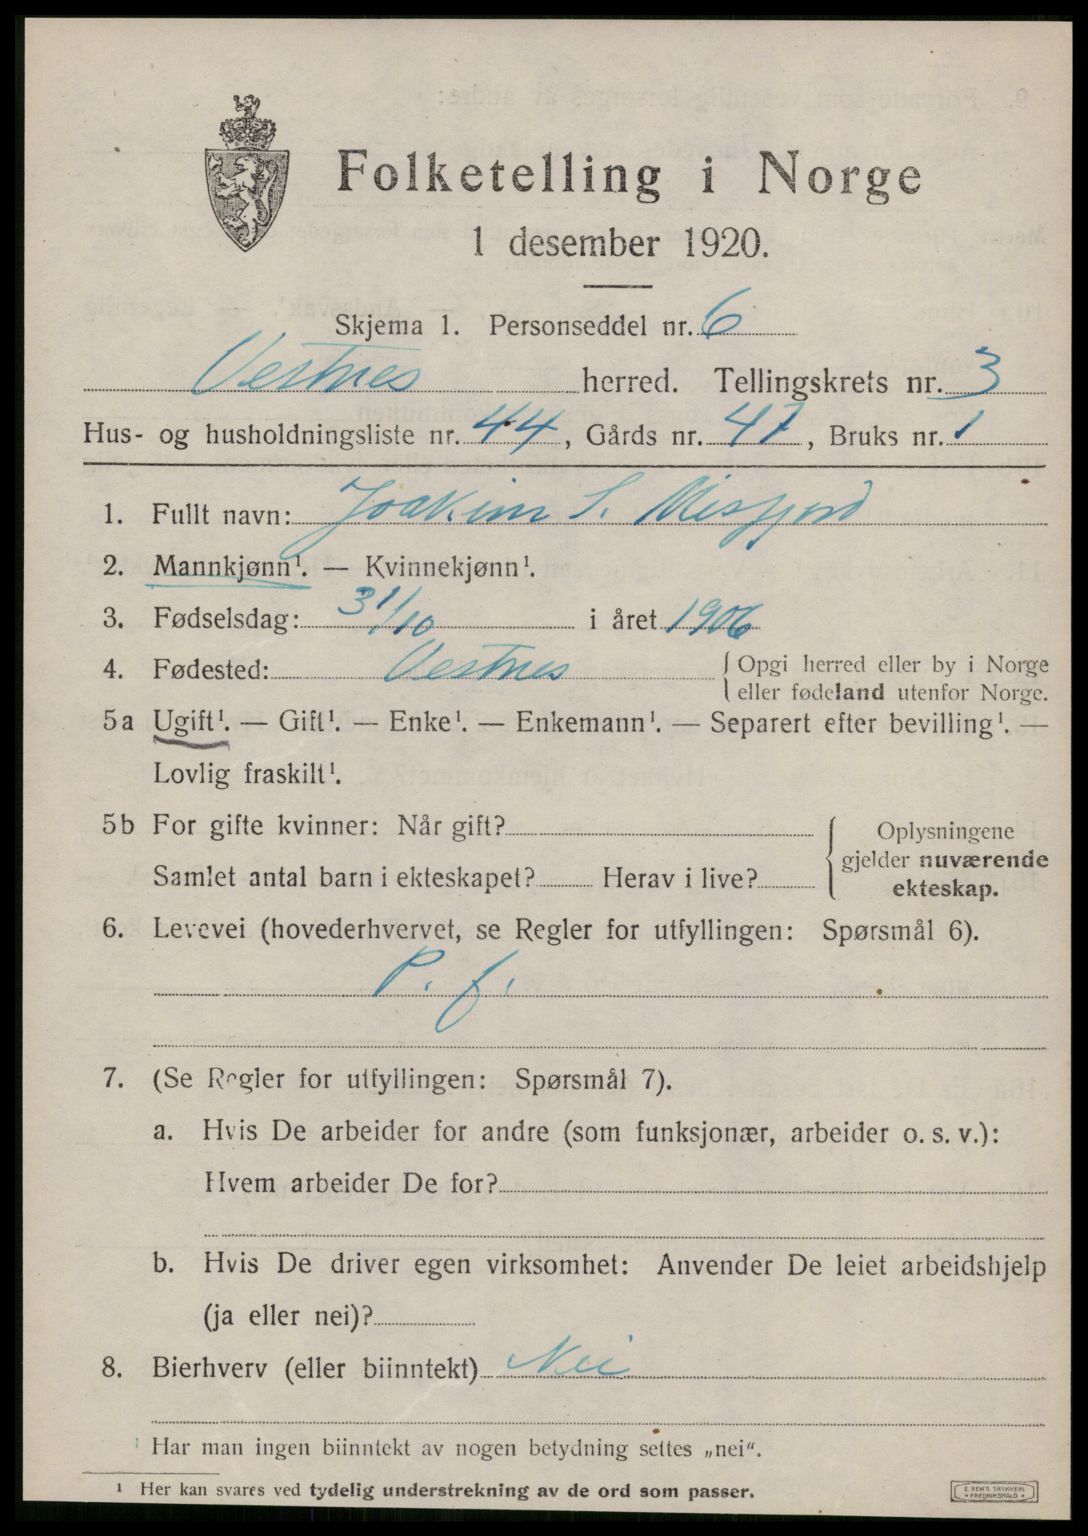 Folketelling i Norge
1 desember 1920.
Skjema 1. Personseddel nr. 6
Vestnes herred. Tellingskrets nr. 3
Hus- og husholdningsliste nr. 44, Gårds nr. 47, Bruks nr. 1
1. Fullt navn: Joakim S. Misfjord
2. Mannkjønn¹. — Kvinnekjønn¹.
3. Fødselsdag: 31/10 i året 1906
4. Fødested: Vestnes { Opgi herred eller by i Norge
eller fødeland utenfor Norge.
5a Ugift¹. — Gift¹. — Enke¹. — Enkemann¹. — Separert efter bevilling¹. —
Lovlig fraskilt¹.
5b For gifte kvinner: Når gift?
Samlet antal barn i ekteskapet? Herav i live?
Oplysningene
gjelder nuværende
ekteskap.
6. Levevei (hovederhvervet, se Regler for utfyllingen: Spørsmål 6).
P. f.
7. (Se Regler for utfyllingen: Spørsmål 7).
a. Hvis De arbeider for andre (som funksjonær, arbeider o. s. v.):
Hvem arbeider De for?
b. Hvis De driver egen virksomhet: Anvender De leiet arbeidshjelp
(ja eller nei)?
8. Bierhverv (eller biinntekt) Nei
Har man ingen biinntekt av nogen betydning settes „nei“.
¹ Her kan svares ved tydelig understrekning av de ord som passer.
E. SEM'S TRYKKERI
FREDRIKSHALD